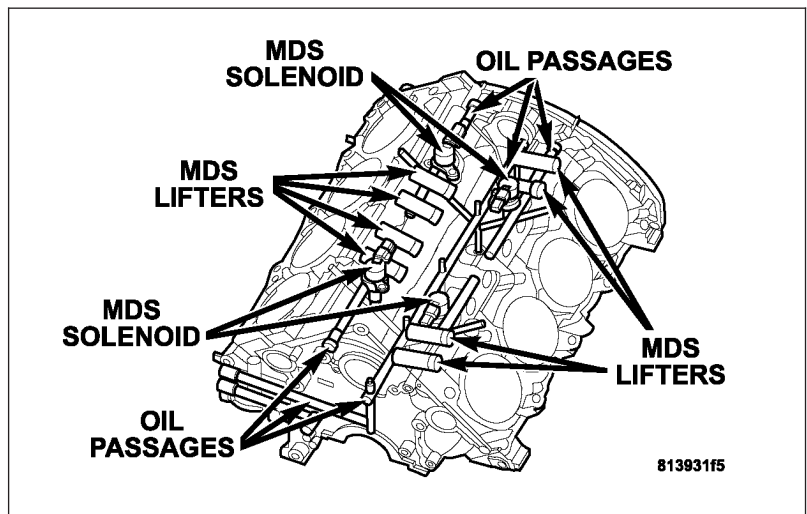 MDS
SOLENOID
OIL PASSAGES
MDS
LIFTERS
MDS
SOLENOID
MDS
LIFTERS
OIL
PASSAGES
813931f5